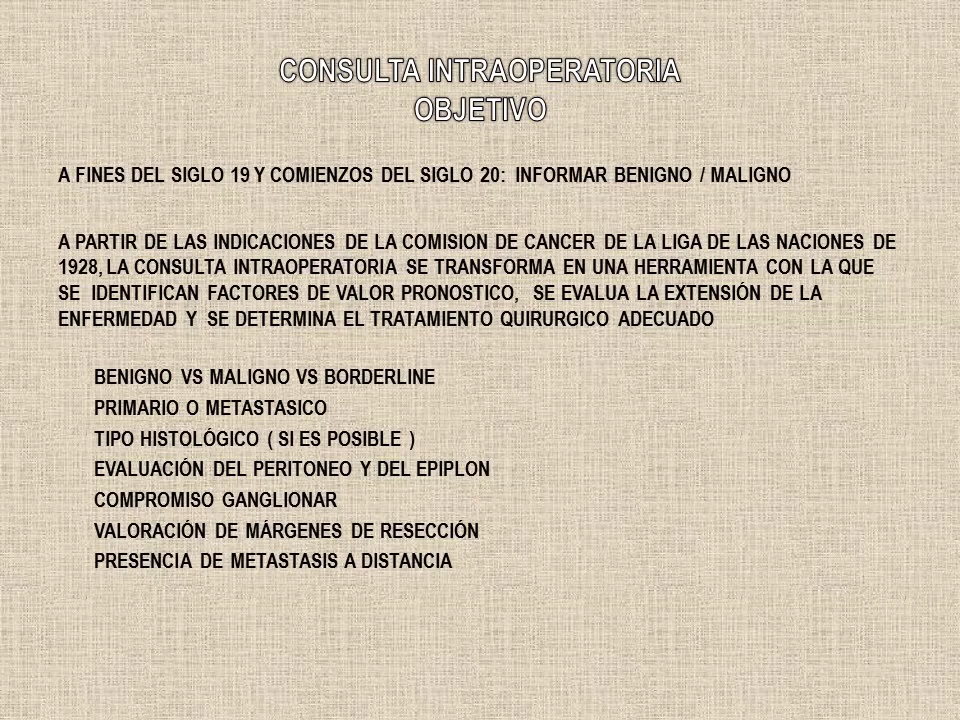 CONSULTA INTRAOPERATORIA
OBJETIVO
A FINES DEL SIGLO 19 Y COMIENZOS DEL SIGLO 20: INFORMAR BENIGNO / MALIGNO
A PARTIR DE LAS INDICACIONES DE LA COMISION DE CANCER DE LA LIGA DE LAS NACIONES DE
1928, LA CONSULTA INTRAOPERATORIA SE TRANSFORMA EN UNA HERRAMIENTA CON LA QUE
SE IDENTIFICAN FACTORES DE VALOR PRONOSTICO, SE EVALUA LA EXTENSIÓN DE LA
ENFERMEDAD Y SE DETERMINA EL TRATAMIENTO QUIRURGICO ADECUADO
BENIGNO VS MALIGNO VS BORDERLINE
PRIMARIO O METASTASICO
TIPO HISTOLÓGICO ( SI ES POSIBLE )
EVALUACIÓN DEL PERITONEO Y DEL EPIPLON
COMPROMISO GANGLIONAR
VALORACIÓN DE MÁRGENES DE RESECCIÓN
PRESENCIA DE METASTASIS A DISTANCIA